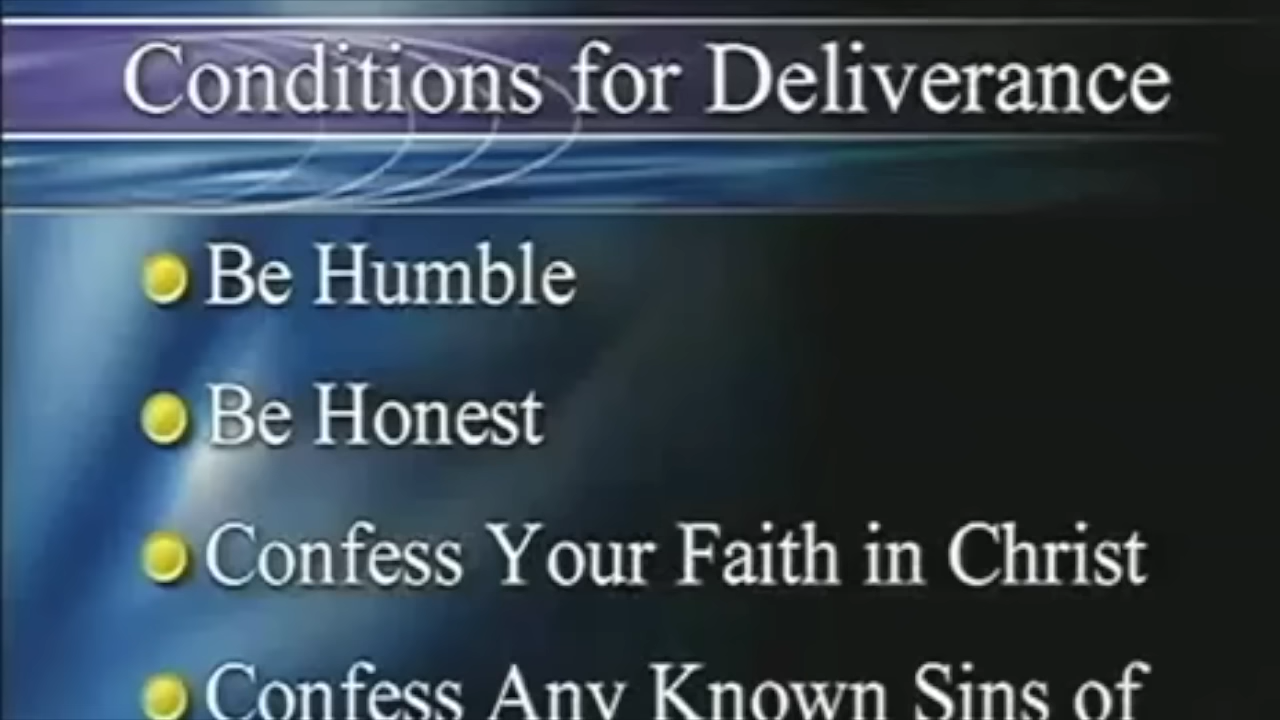 Conditions for Deliverance
Be Humble
Be Honest
Confess Your Faith in Christ
Confess Any Known Sins of